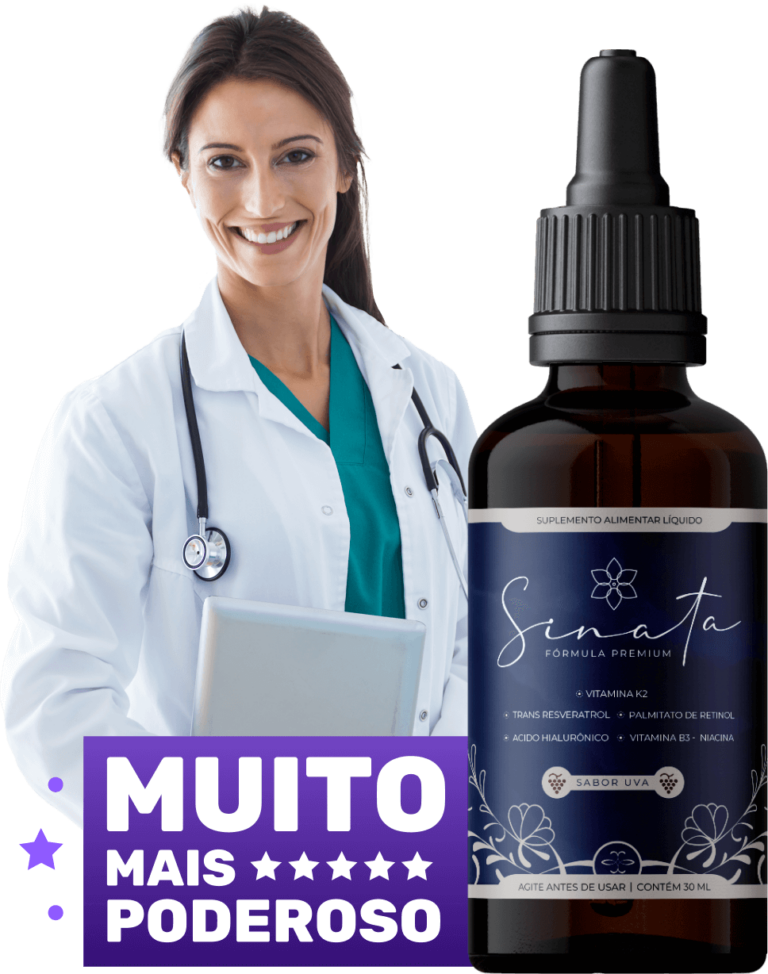 SUPLEMENTO ALIMENTAR LÍQUIDO
Sinata
FÓRMULA PREMIUM
VITAMINA K2
TRANS RESVERATROL PALMITATO DE RETINOL
ACIDO HIALURÔNICO VITAMINA B3 - NIACINA
SABOR UVA
AGITE ANTES DE USAR | CONTÉM 30 ML
MUITO
MAIS
PODEROSO